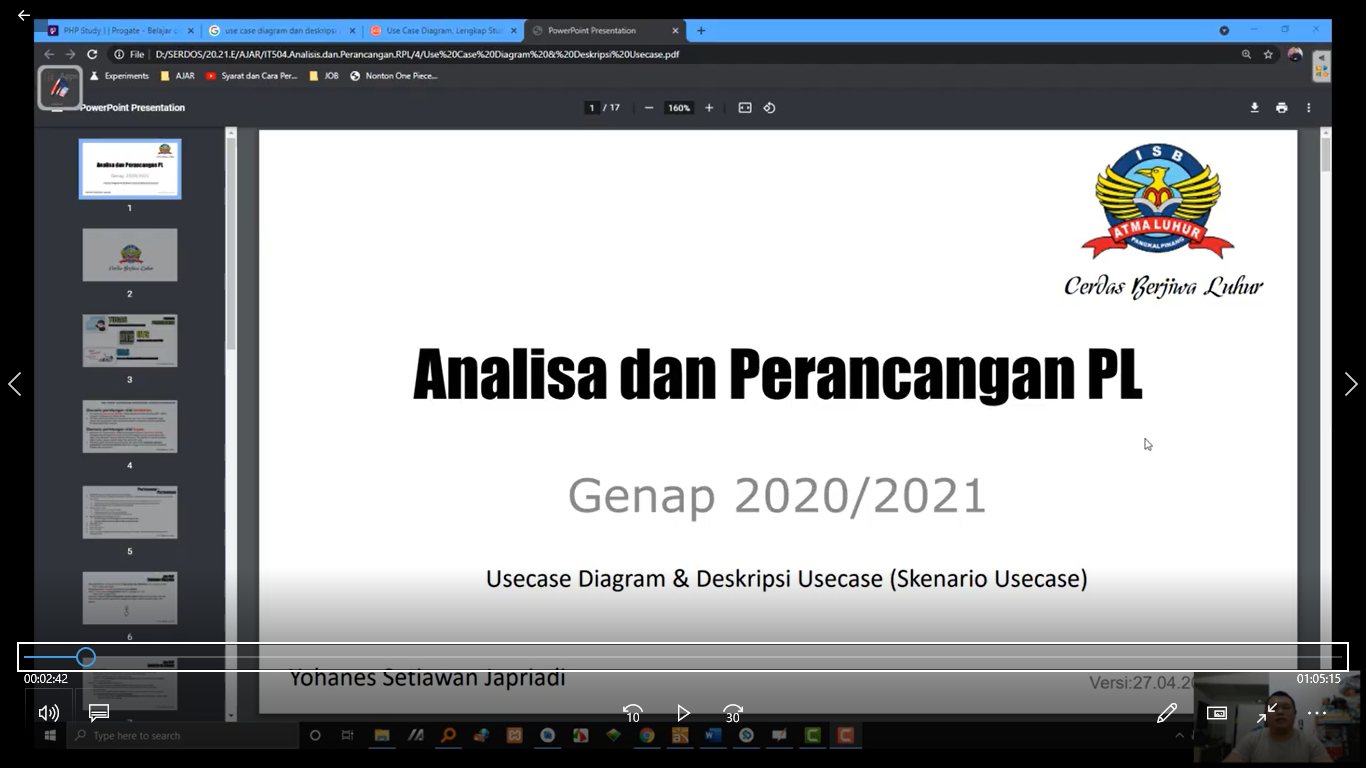 PHP Study | | Progate - Belajar c
use case diagram dan deskripsi
Use Case Diagram, Lengkap Stu
PowerPoint Presentation
File
D:/SERDOS/20.21.E/AJAR/IT504.Analisis.dan.Perancangan.RPL/4/Use%20Case%20Diagram%20&%20Deskripsi%20Usecase.pdf
Experiments
AJAR
Syarat dan Cara Per...
JOB
Nonton One Piece...
PowerPoint Presentation
1 / 17
160%
Analisa dan Perancangan PL
Genap 2020/2021
1
2
3
4
5
6
ISB
ATMA LUHUR
PANGKALPINANG
Cerdas Berjiwa Luhur
Analisa dan Perancangan PL
Genap 2020/2021
Usecase Diagram & Deskripsi Usecase (Skenario Usecase)
Yohanes Setiawan Japriadi
Versi:27.04.20
00:02:42
01:05:15
10
30
Type here to search